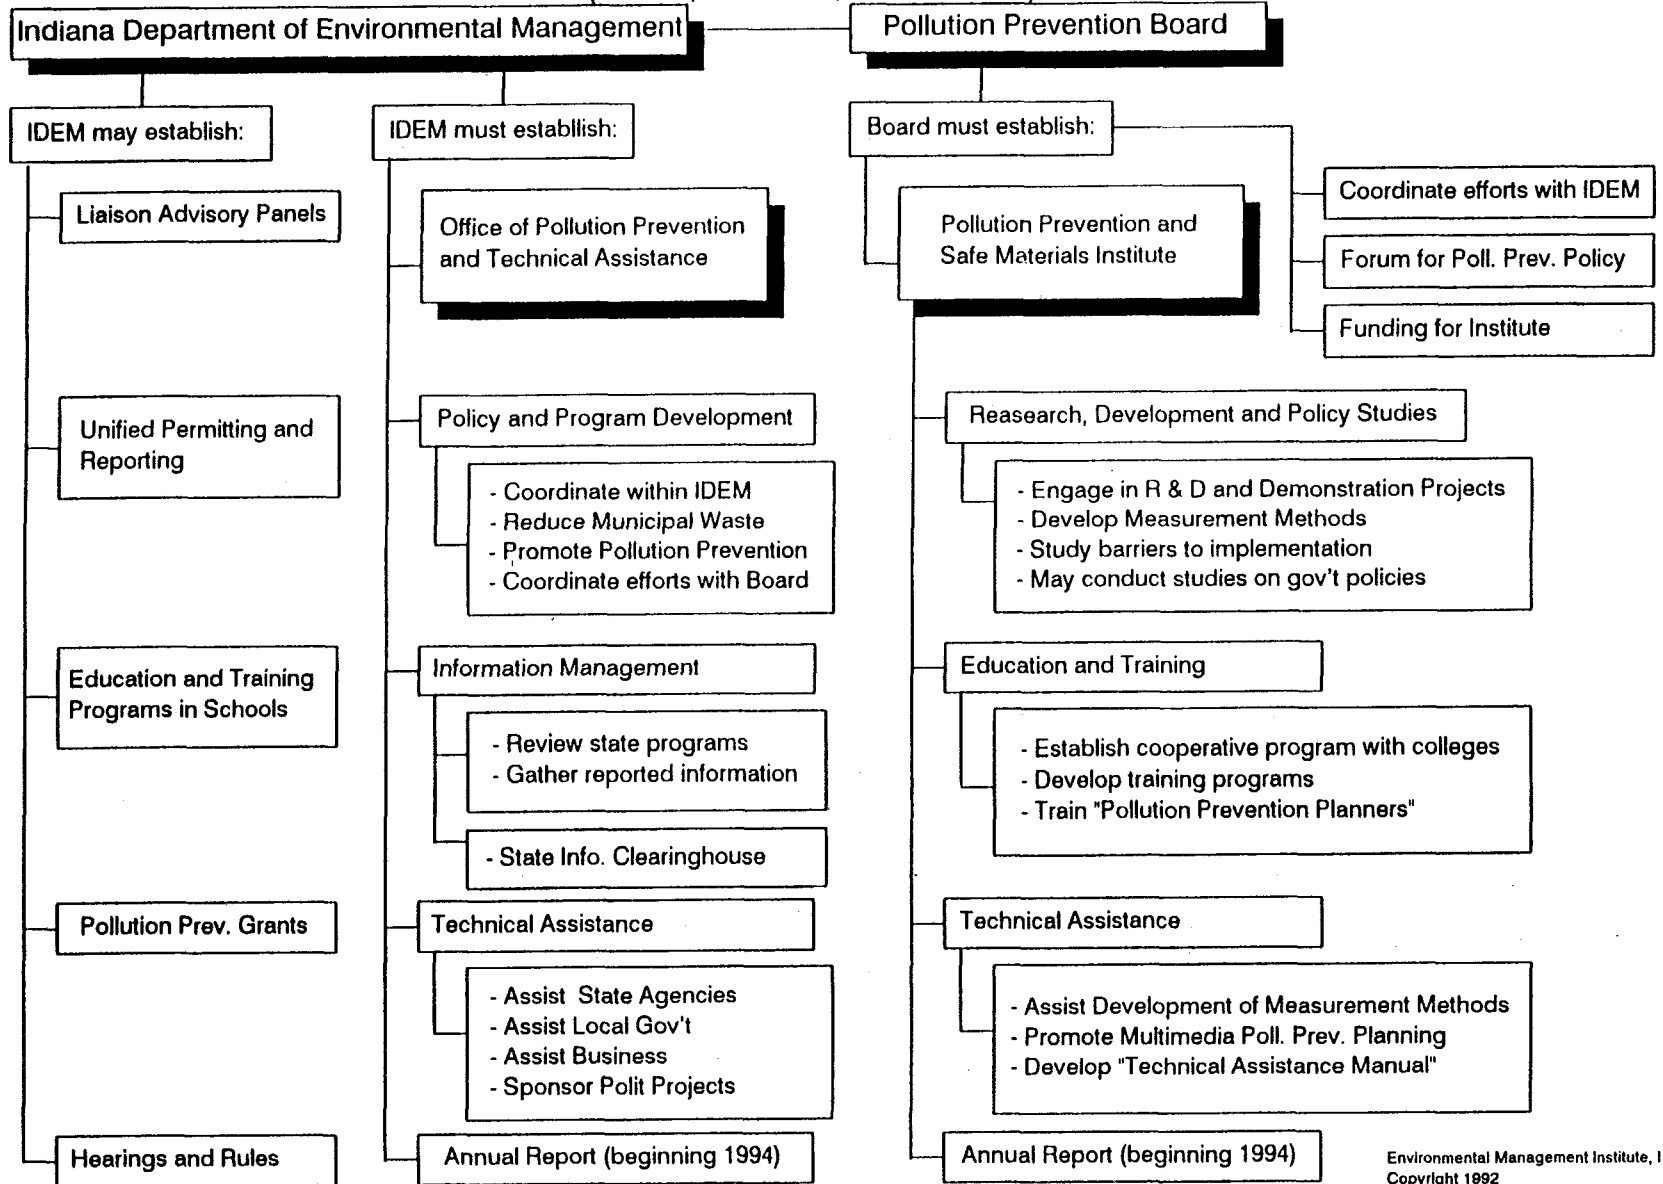 Indiana Department of Environmental Management
Pollution Prevention Board
IDEM may establish:
Liaison Advisory Panels
Unified Permitting and
Reporting
Education and Training
Programs in Schools
Pollution Prev. Grants
Hearings and Rules
IDEM must establlish:
Office of Pollution Prevention
and Technical Assistance
Policy and Program Development
- Coordinate within IDEM
- Reduce Municipal Waste
- Promote Pollution Prevention
- Coordinate efforts with Board
Information Management
- Review state programs
- Gather reported information
- State Info. Clearinghouse
Technical Assistance
- Assist State Agencies
- Assist Local Gov't
- Assist Business
- Sponsor Polit Projects
Annual Report (beginning 1994)
Board must establish:
Coordinate efforts with IDEM
Forum for Poll. Prev. Policy
Funding for Institute
Pollution Prevention and
Safe Materials Institute
Reasearch, Development and Policy Studies
- Engage in R & D and Demonstration Projects
- Develop Measurement Methods
- Study barriers to implementation
- May conduct studies on gov't policies
Education and Training
- Establish cooperative program with colleges
- Develop training programs
- Train "Pollution Prevention Planners"
Technical Assistance
- Assist Development of Measurement Methods
- Promote Multimedia Poll. Prev. Planning
- Develop "Technical Assistance Manual"
Annual Report (beginning 1994)
Environmental Management Institute,
Copyright 1992